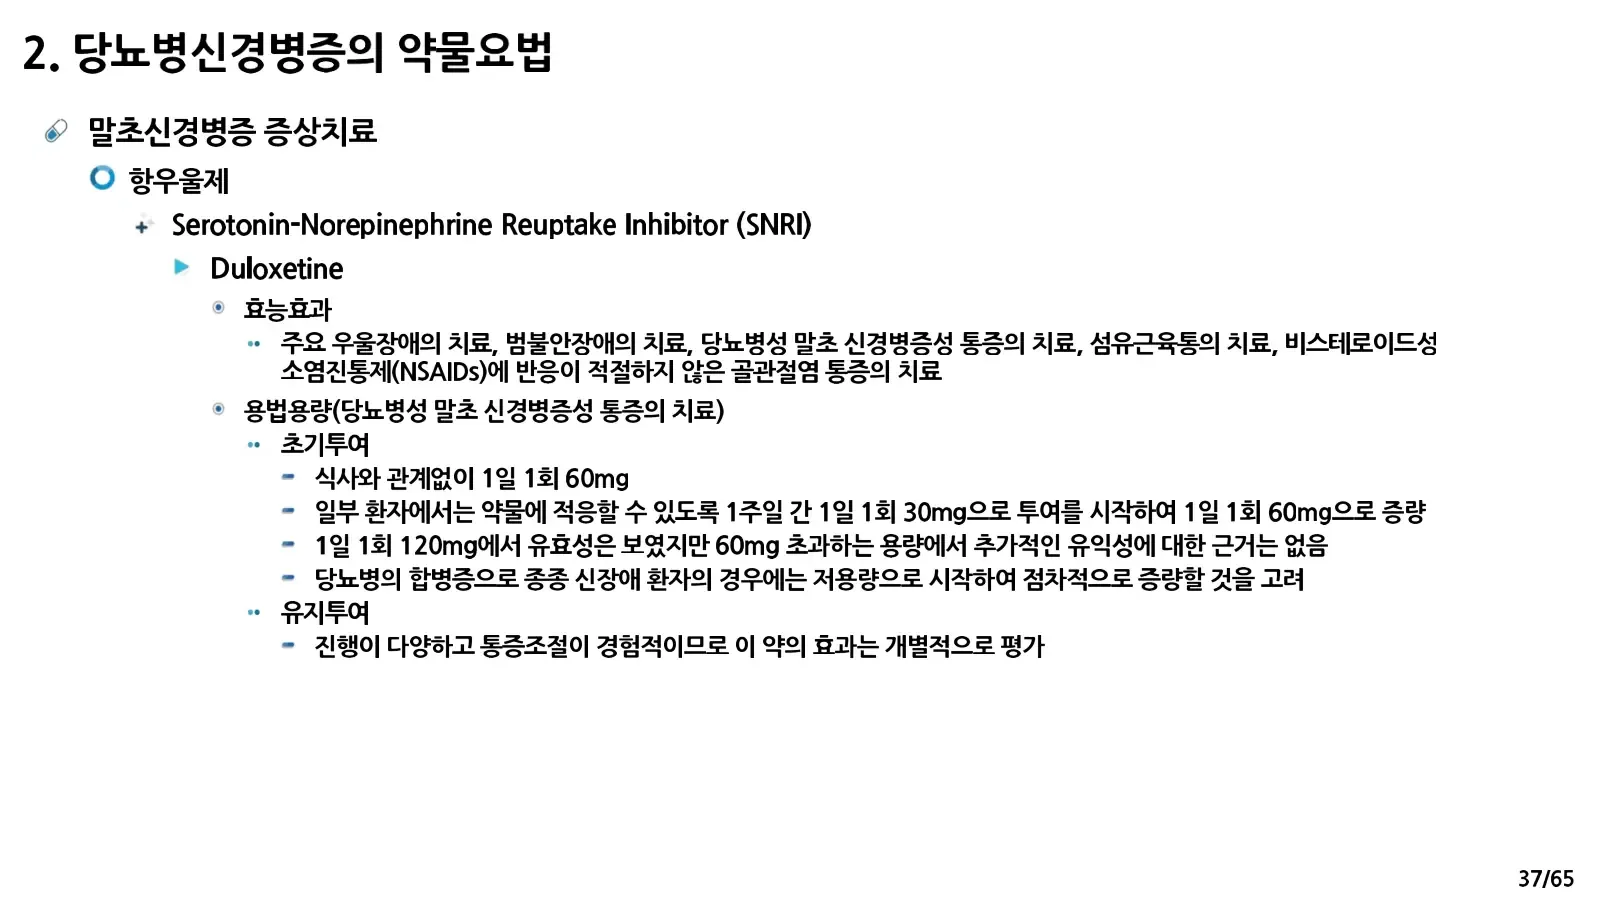 2. 당뇨병신경병증의 약물요법
말초신경병증 증상치료
항우울제
Serotonin-Norepinephrine Reuptake Inhibitor (SNRI)
Duloxetine
효능효과
주요 우울장애의 치료, 범불안장애의 치료, 당뇨병성 말초 신경병증성 통증의 치료, 섬유근육통의 치료, 비스테로이드성
소염진통제(NSAIDs)에 반응이 적절하지 않은 골관절염 통증의 치료
용법용량(당뇨병성 말초 신경병증성 통증의 치료)
초기투여
식사와 관계없이 1일 1회 60mg
일부 환자에서는 약물에 적응할 수 있도록 1주일 간 1일 1회 30mg으로 투여를 시작하여 1일 1회 60mg으로 증량
1일 1회 120mg에서 유효성은 보였지만 60mg 초과하는 용량에서 추가적인 유익성에 대한 근거는 없음
당뇨병의 합병증으로 종종 신장애 환자의 경우에는 저용량으로 시작하여 점차적으로 증량할 것을 고려
유지투여
진행이 다양하고 통증조절이 경험적이므로 이 약의 효과는 개별적으로 평가
37/65